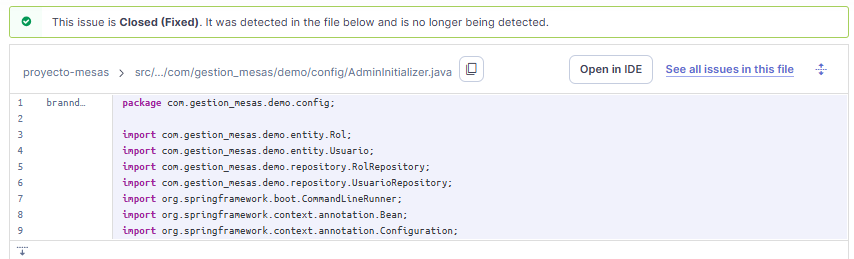 This issue is Closed (Fixed). It was detected in the file below and is no longer being detected.
proyecto-mesas > src/.../com/gestion_mesas/demo/config/AdminInitializer.java Open in IDE See all issues in this file
1 brannd… package com.gestion_mesas.demo.config;
2
3 import com.gestion_mesas.demo.entity.Rol;
4 import com.gestion_mesas.demo.entity.Usuario;
5 import com.gestion_mesas.demo.repository.RolRepository;
6 import com.gestion_mesas.demo.repository.UsuarioRepository;
7 import org.springframework.boot.CommandLineRunner;
8 import org.springframework.context.annotation.Bean;
9 import org.springframework.context.annotation.Configuration;